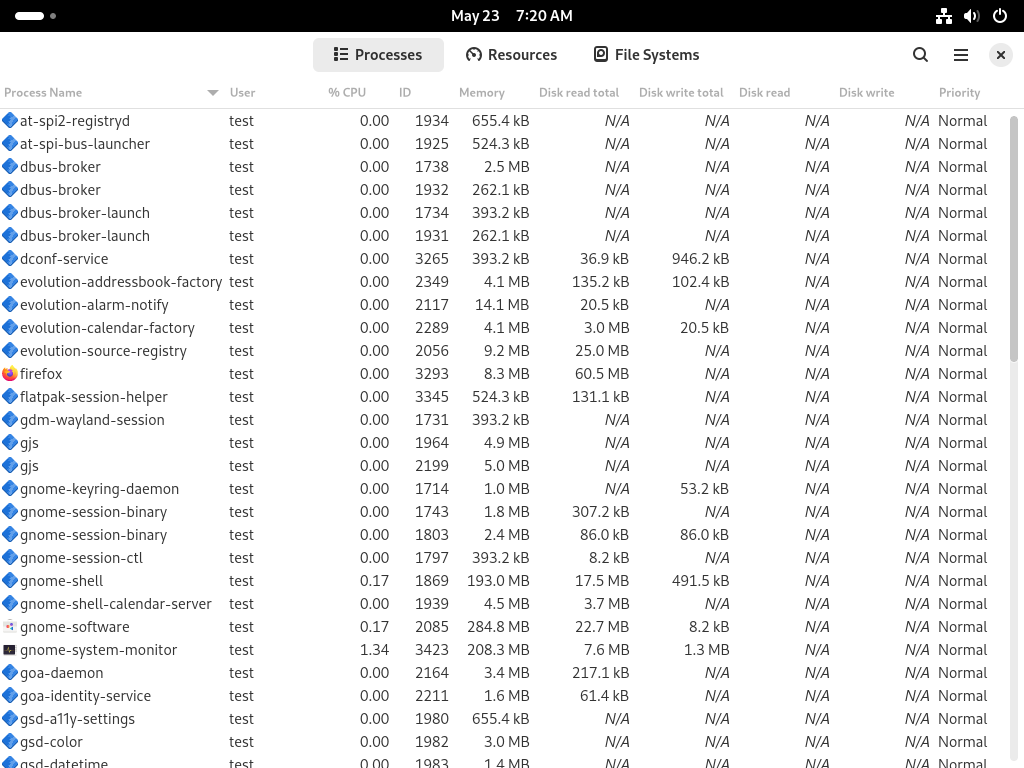 May 23 7:20 AM
Processes Resources File Systems
Process Name User % CPU ID Memory Disk read total Disk write total Disk read Disk write Priority
at-spi2-registryd test 0.00 1934 655.4 kB N/A N/A N/A N/A Normal
at-spi-bus-launcher test 0.00 1925 524.3 kB N/A N/A N/A N/A Normal
dbus-broker test 0.00 1738 2.5 MB N/A N/A N/A N/A Normal
dbus-broker test 0.00 1932 262.1 kB N/A N/A N/A N/A Normal
dbus-broker-launch test 0.00 1734 393.2 kB N/A N/A N/A N/A Normal
dbus-broker-launch test 0.00 1931 262.1 kB N/A N/A N/A N/A Normal
dconf-service test 0.00 3265 393.2 kB 36.9 kB 946.2 kB N/A N/A Normal
evolution-addressbook-factory test 0.00 2349 4.1 MB 135.2 kB 102.4 kB N/A N/A Normal
evolution-alarm-notify test 0.00 2117 14.1 MB 20.5 kB N/A N/A N/A Normal
evolution-calendar-factory test 0.00 2289 4.1 MB 3.0 MB 20.5 kB N/A N/A Normal
evolution-source-registry test 0.00 2056 9.2 MB 25.0 MB N/A N/A N/A Normal
firefox test 0.00 3293 8.3 MB 60.5 MB N/A N/A N/A Normal
flatpak-session-helper test 0.00 3345 524.3 kB 131.1 kB N/A N/A N/A Normal
gdm-wayland-session test 0.00 1731 393.2 kB N/A N/A N/A N/A Normal
gjs test 0.00 1964 4.9 MB N/A N/A N/A N/A Normal
gjs test 0.00 2199 5.0 MB N/A N/A N/A N/A Normal
gnome-keyring-daemon test 0.00 1714 1.0 MB N/A 53.2 kB N/A N/A Normal
gnome-session-binary test 0.00 1743 1.8 MB 307.2 kB N/A N/A N/A Normal
gnome-session-binary test 0.00 1803 2.4 MB 86.0 kB 86.0 kB N/A N/A Normal
gnome-session-ctl test 0.00 1797 393.2 kB 8.2 kB N/A N/A N/A Normal
gnome-shell test 0.17 1869 193.0 MB 17.5 MB 491.5 kB N/A N/A Normal
gnome-shell-calendar-server test 0.00 1939 4.5 MB 3.7 MB N/A N/A N/A Normal
gnome-software test 0.17 2085 284.8 MB 22.7 MB 8.2 kB N/A N/A Normal
gnome-system-monitor test 1.34 3423 208.3 MB 7.6 MB 1.3 MB N/A N/A Normal
goa-daemon test 0.00 2164 3.4 MB 217.1 kB N/A N/A N/A Normal
goa-identity-service test 0.00 2211 1.6 MB 61.4 kB N/A N/A N/A Normal
gsd-a11y-settings test 0.00 1980 655.4 kB N/A N/A N/A N/A Normal
gsd-color test 0.00 1982 3.0 MB N/A N/A N/A N/A Normal
gsd-datetime test 0.00 1983 1.4 MB N/A N/A N/A N/A Normal